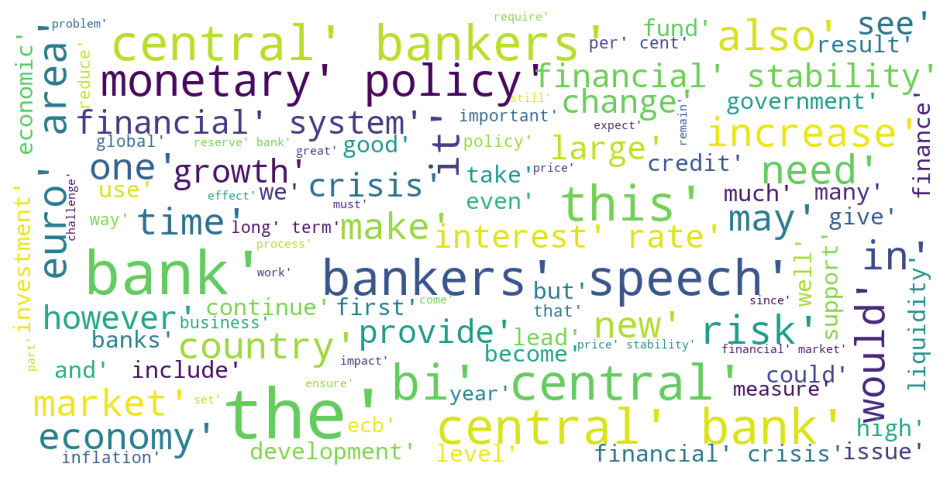 problem'
require'
central' bankers'
fund'
also'
see'
per' cent'
result'
economic'
euro' area'
reduce'
monetary' policy'
financial' stability'
still'
change'
government'
financial' system'
it'
important'
remain'
increase'
finance'
expect'
global'
reserve' bank'
great'
good'
policy'
large'
one'
growth'
price'
credit'
need'
crisis'
take'
use'
effect'
we'
even'
this'
much'
many'
challenge'
must'
way'
time'
long' term'
make'
interest' rate'
may'
give'
process'
investment'
bank'
work'
bankers' speech'
well'
support'
in'
would'
liquidity'
but'
since'
continue'
first'
come'
that'
however'
business'
provide'
lead'
new'
risk'
banks'
country'
become'
price' stability'
financial' market'
part'
and'
include'
impact'
could'
ensure'
bi' central'
measure'
year'
market'
set'
the'
central' bank'
economy'
ecb'
high'
inflation'
development'
level'
financial' crisis'
issue'